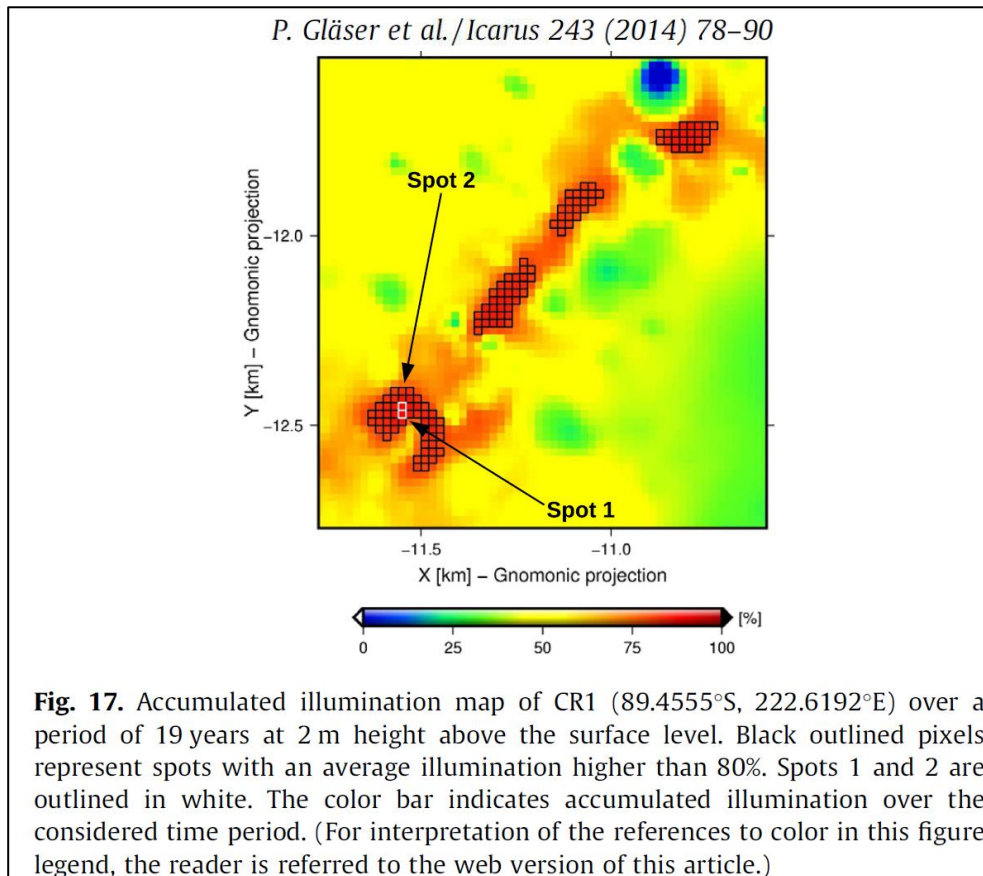 P. Gläser et al./Icarus 243 (2014) 78–90
Spot 2
Y [km] − Gnomonic projection
−12.0
−12.5
Spot 1
−11.5 −11.0
X [km] − Gnomonic projection
[%]
0 25 50 75 100
Fig. 17. Accumulated illumination map of CR1 (89.4555°S, 222.6192°E) over a
period of 19 years at 2 m height above the surface level. Black outlined pixels
represent spots with an average illumination higher than 80%. Spots 1 and 2 are
outlined in white. The color bar indicates accumulated illumination over the
considered time period. (For interpretation of the references to color in this figure
legend, the reader is referred to the web version of this article.)